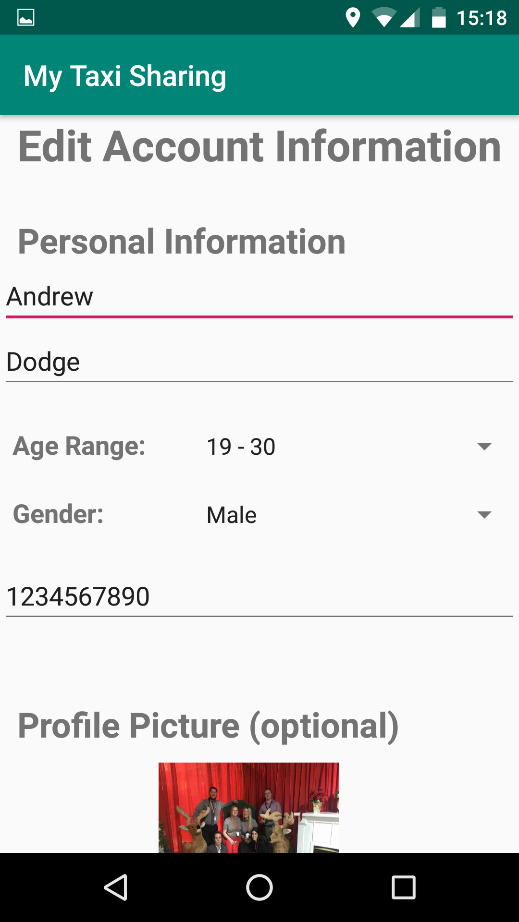 15:18
My Taxi Sharing
Edit Account Information
Personal Information
Andrew
Dodge
Age Range: 19 - 30
Gender: Male
1234567890
Profile Picture (optional)